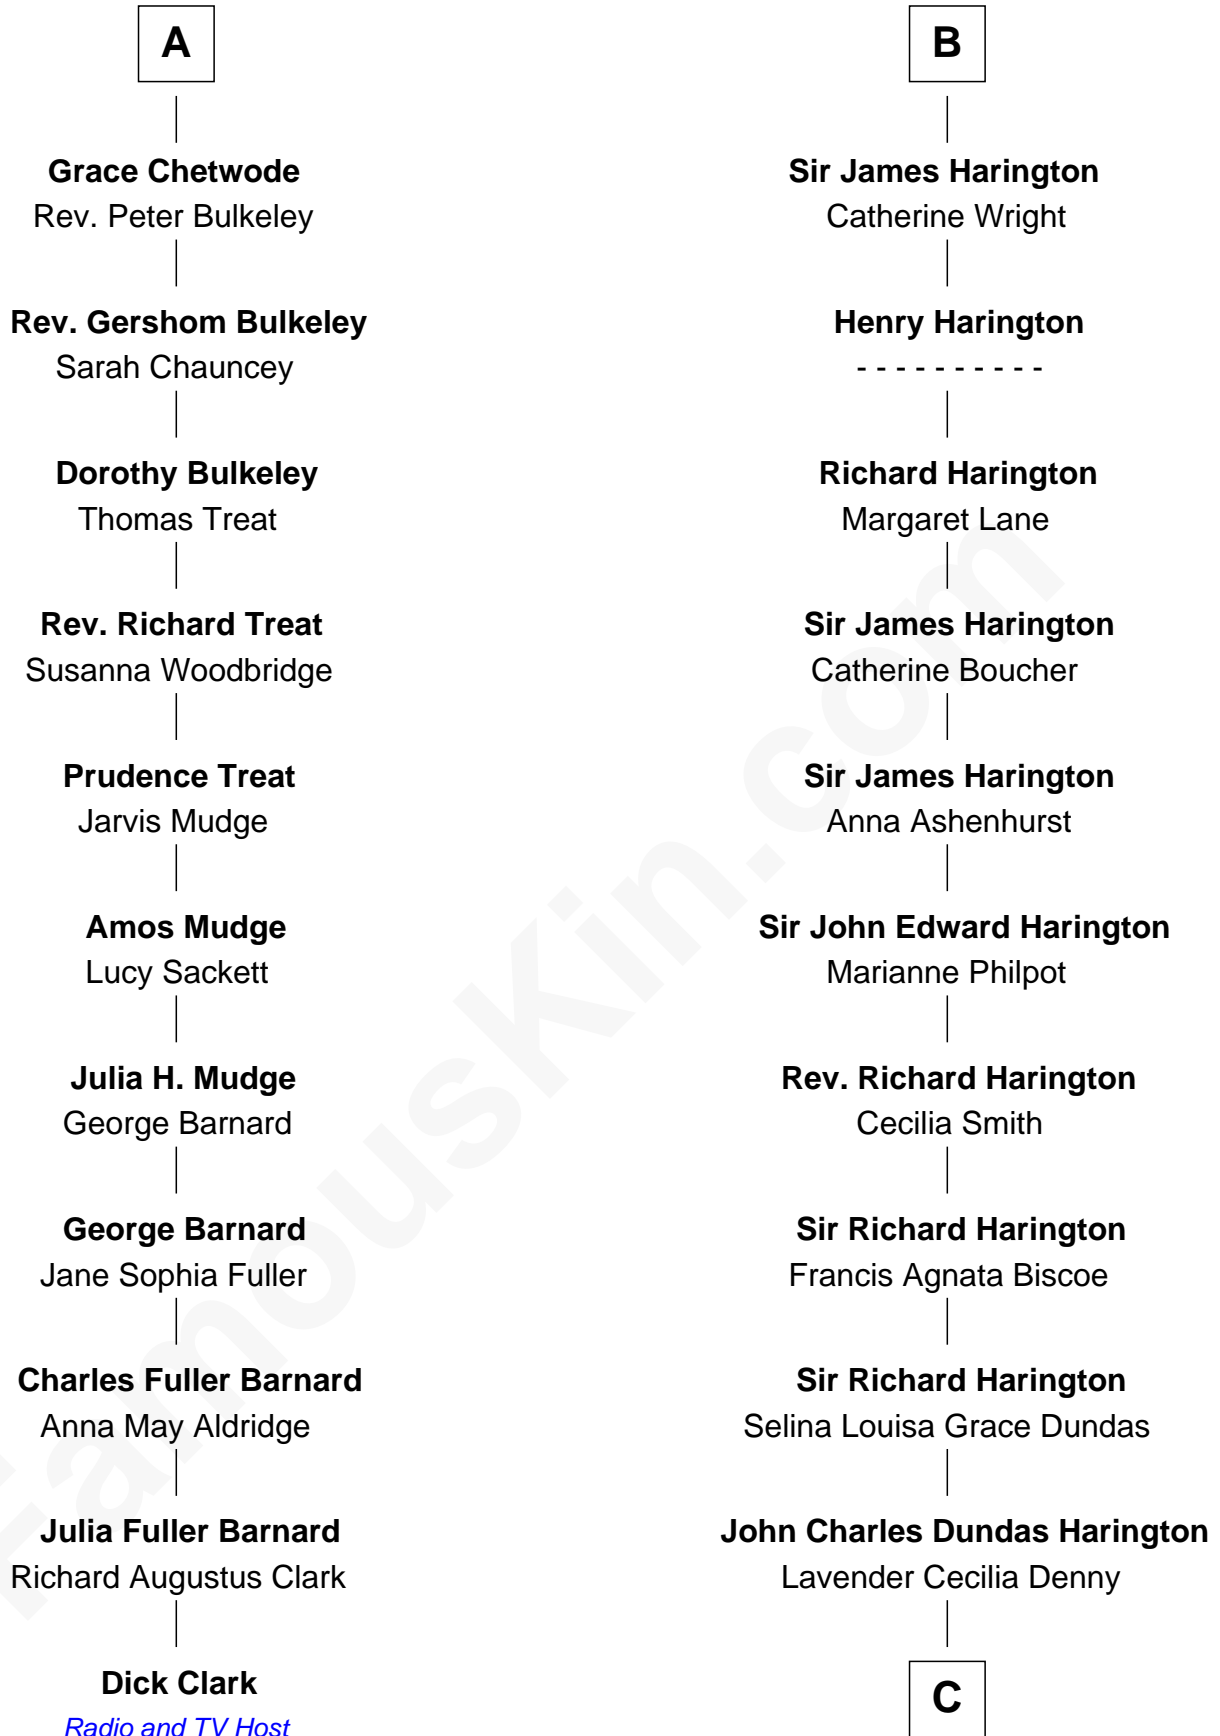 A
Grace Chetwode
Rev. Peter Bulkeley
Rev. Gershom Bulkeley
Sarah Chauncey
Dorothy Bulkeley
Thomas Treat
Rev. Richard Treat
Susanna Woodbridge
Prudence Treat
Jarvis Mudge
Amos Mudge
Lucy Sackett
Julia H. Mudge
George Barnard
George Barnard
Jane Sophia Fuller
Charles Fuller Barnard
Anna May Aldridge
Julia Fuller Barnard
Richard Augustus Clark
Dick Clark
Radio and TV Host
B
Sir James Harington
Catherine Wright
Henry Harington
- - - - - - - - - -
Richard Harington
Margaret Lane
Sir James Harington
Catherine Boucher
Sir James Harington
Anna Ashenhurst
Sir John Edward Harington
Marianne Philpot
Rev. Richard Harington
Cecilia Smith
Sir Richard Harington
Francis Agnata Biscoe
Sir Richard Harington
Selina Louisa Grace Dundas
John Charles Dundas Harington
Lavender Cecilia Denny
C
FamousKin.com